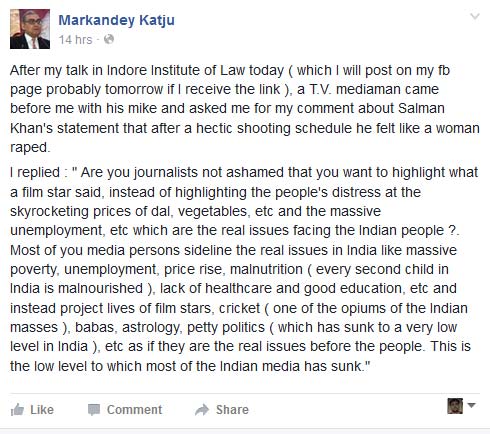 Markandey Katju
14 hrs ·
After my talk in Indore Institute of Law today ( which I will post on my fb
page probably tomorrow if I receive the link ), a T.V. mediaman came
before me with his mike and asked me for my comment about Salman
Khan's statement that after a hectic shooting schedule he felt like a woman
raped.
I replied : " Are you journalists not ashamed that you want to highlight what
a film star said, instead of highlighting the people's distress at the
skyrocketing prices of dal, vegetables, etc and the massive
unemployment, etc which are the real issues facing the Indian people ?.
Most of you media persons sideline the real issues in India like massive
poverty, unemployment, price rise, malnutrition ( every second child in
India is malnourished ), lack of healthcare and good education, etc and
instead project lives of film stars, cricket ( one of the opiums of the Indian
masses ), babas, astrology, petty politics ( which has sunk to a very low
level in India ), etc as if they are the real issues before the people. This is
the low level to which most of the Indian media has sunk."
Like Comment Share